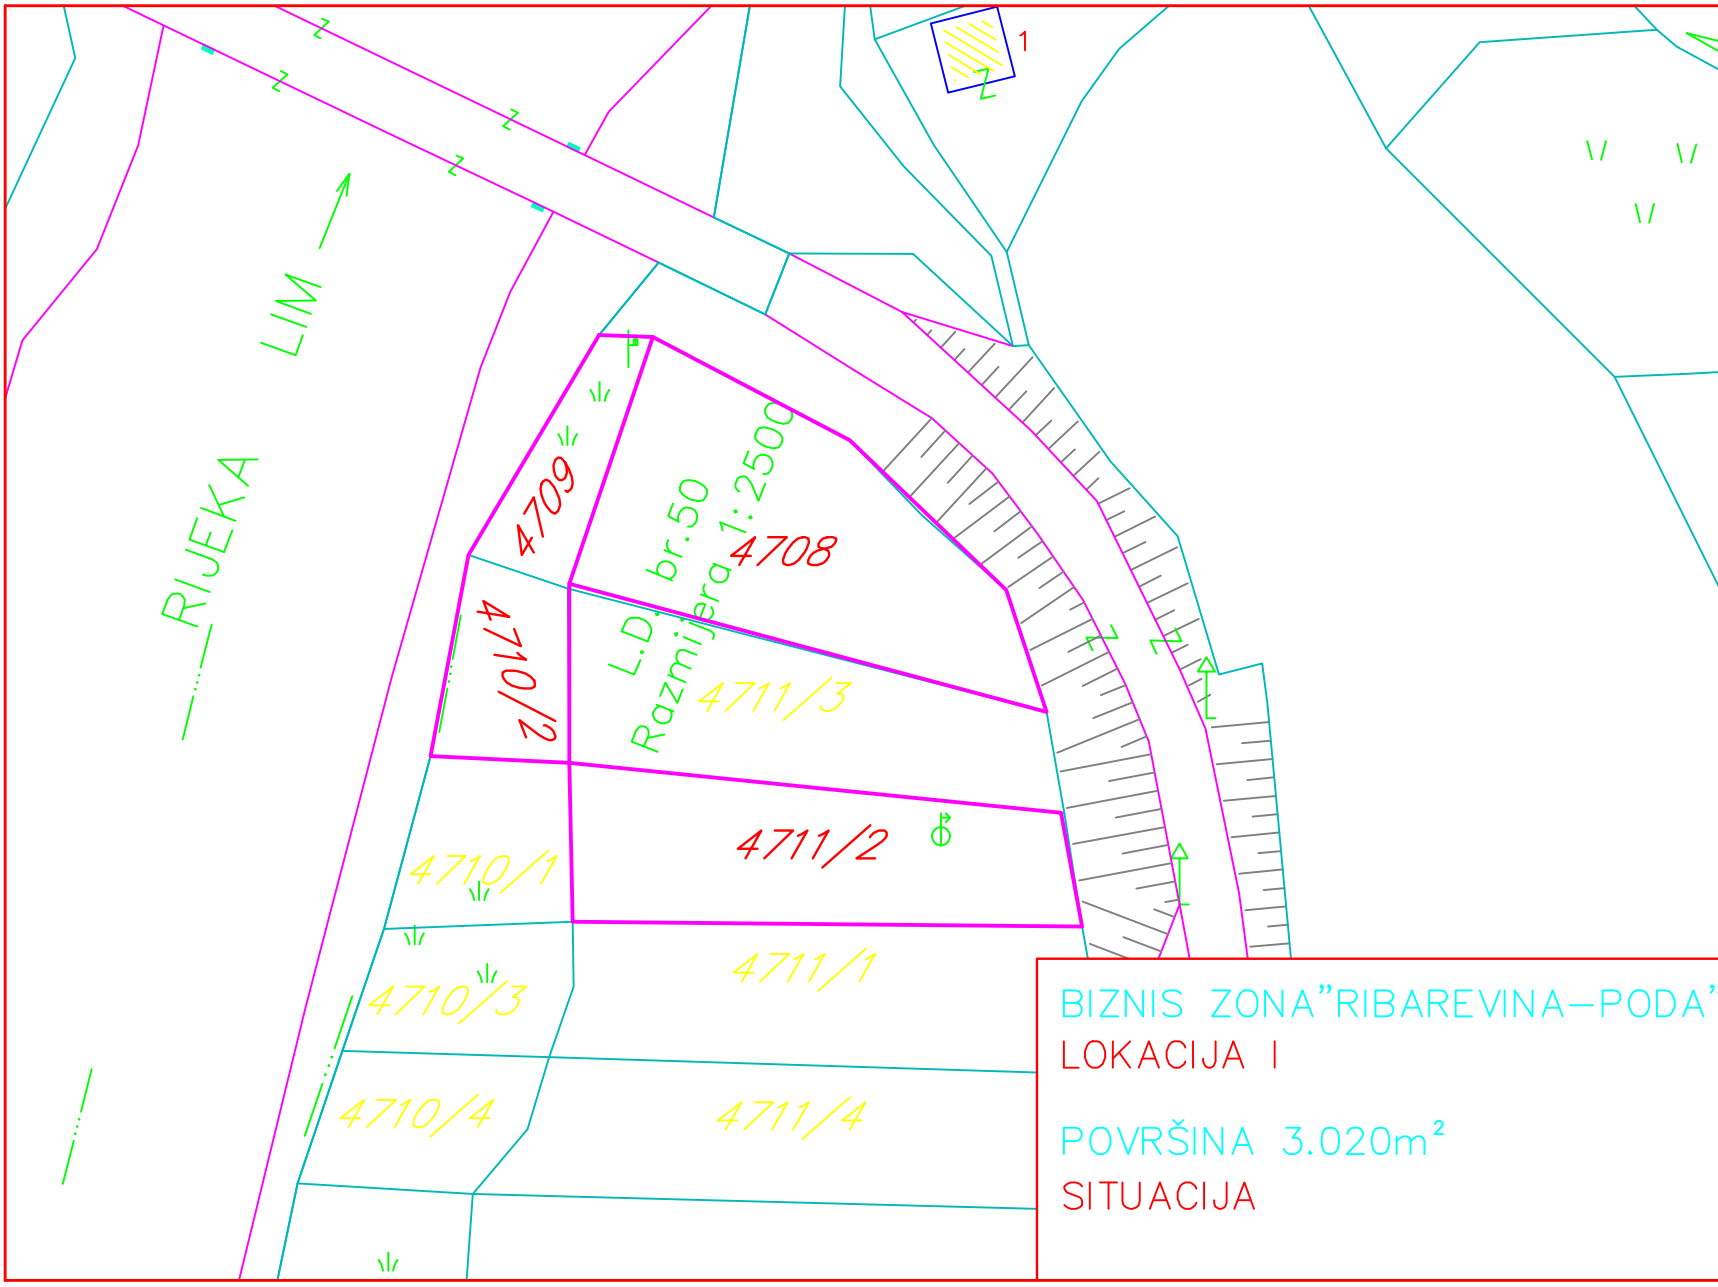 1
RIJEKA LIM
4709
L.D. br.50
Razmijera 1:2500
4708
4710/2
4711/3
4711/2
4710/1
4711/1
4710/3
4710/4
4711/4
BIZNIS ZONA"RIBAREVINA-PODA"
LOKACIJA I
POVRŠINA 3.020m²
SITUACIJA